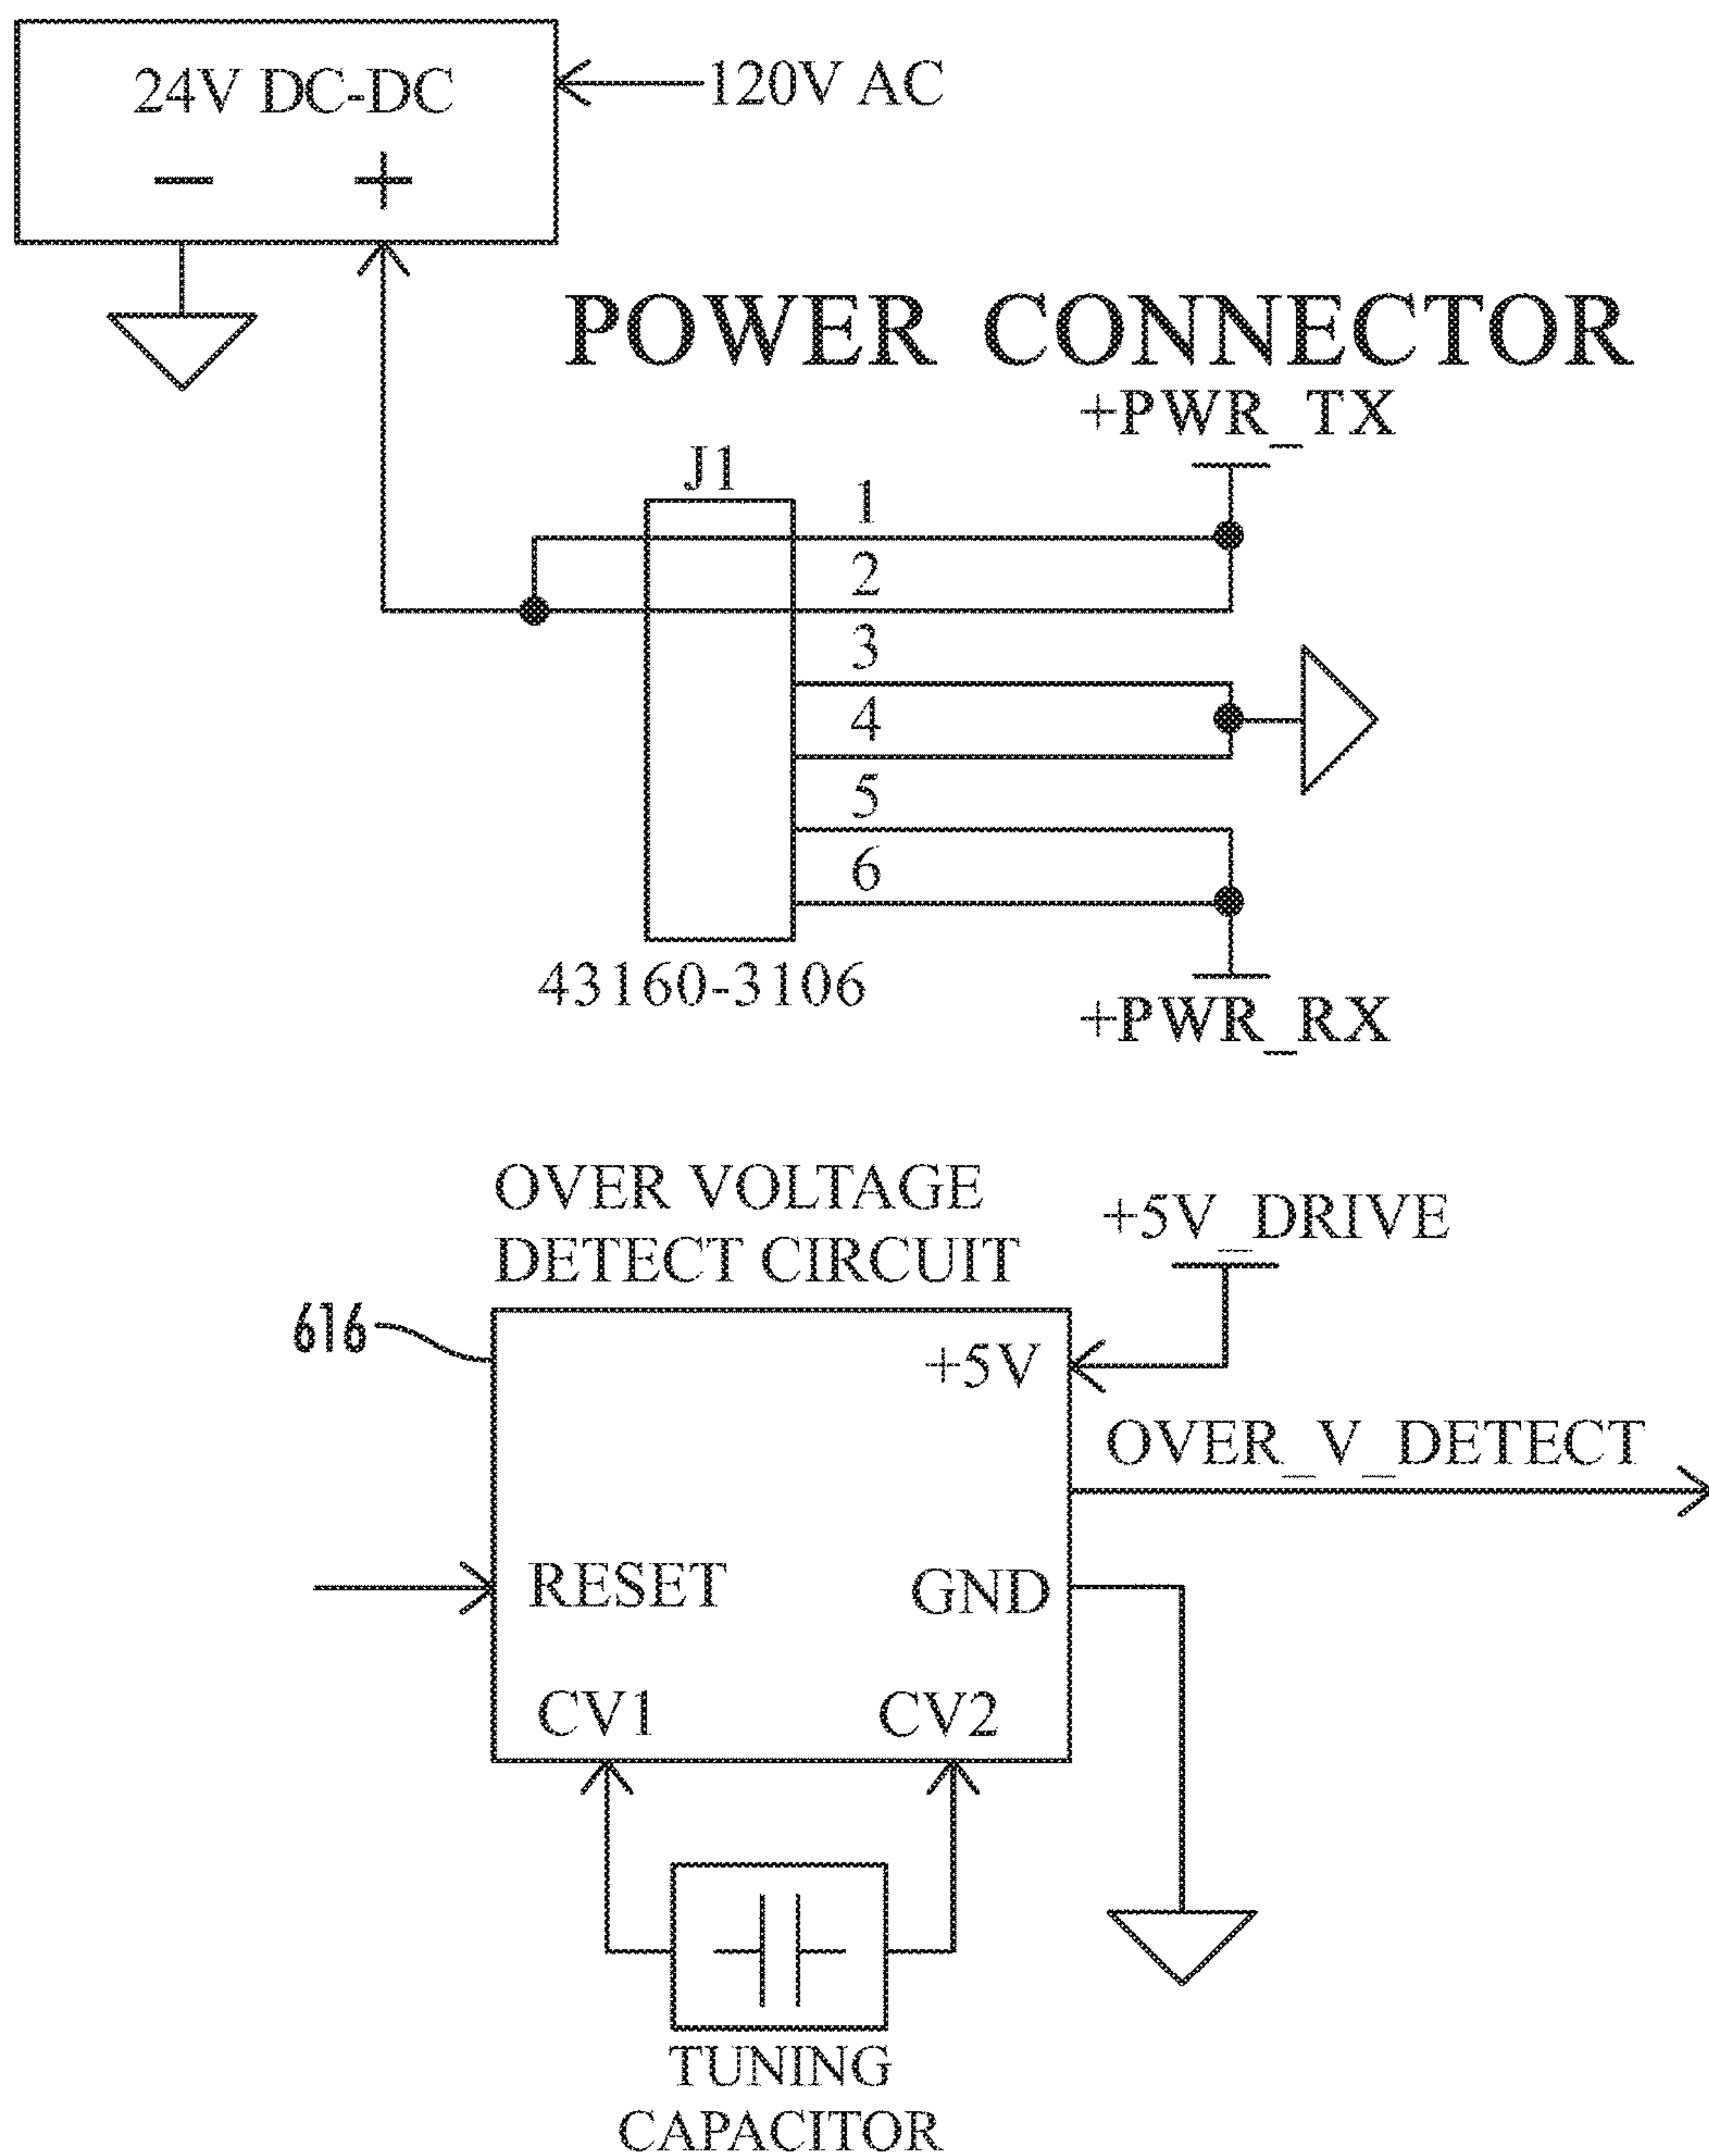 24V DC-DC
120V AC
− +
POWER CONNECTOR
+PWR_TX
J1
1
2
3
4
5
6
43160-3106
+PWR_RX
OVER VOLTAGE
DETECT CIRCUIT
+5V_DRIVE
616
+5V
OVER_V_DETECT
RESET
GND
CV1
CV2
TUNING
CAPACITOR